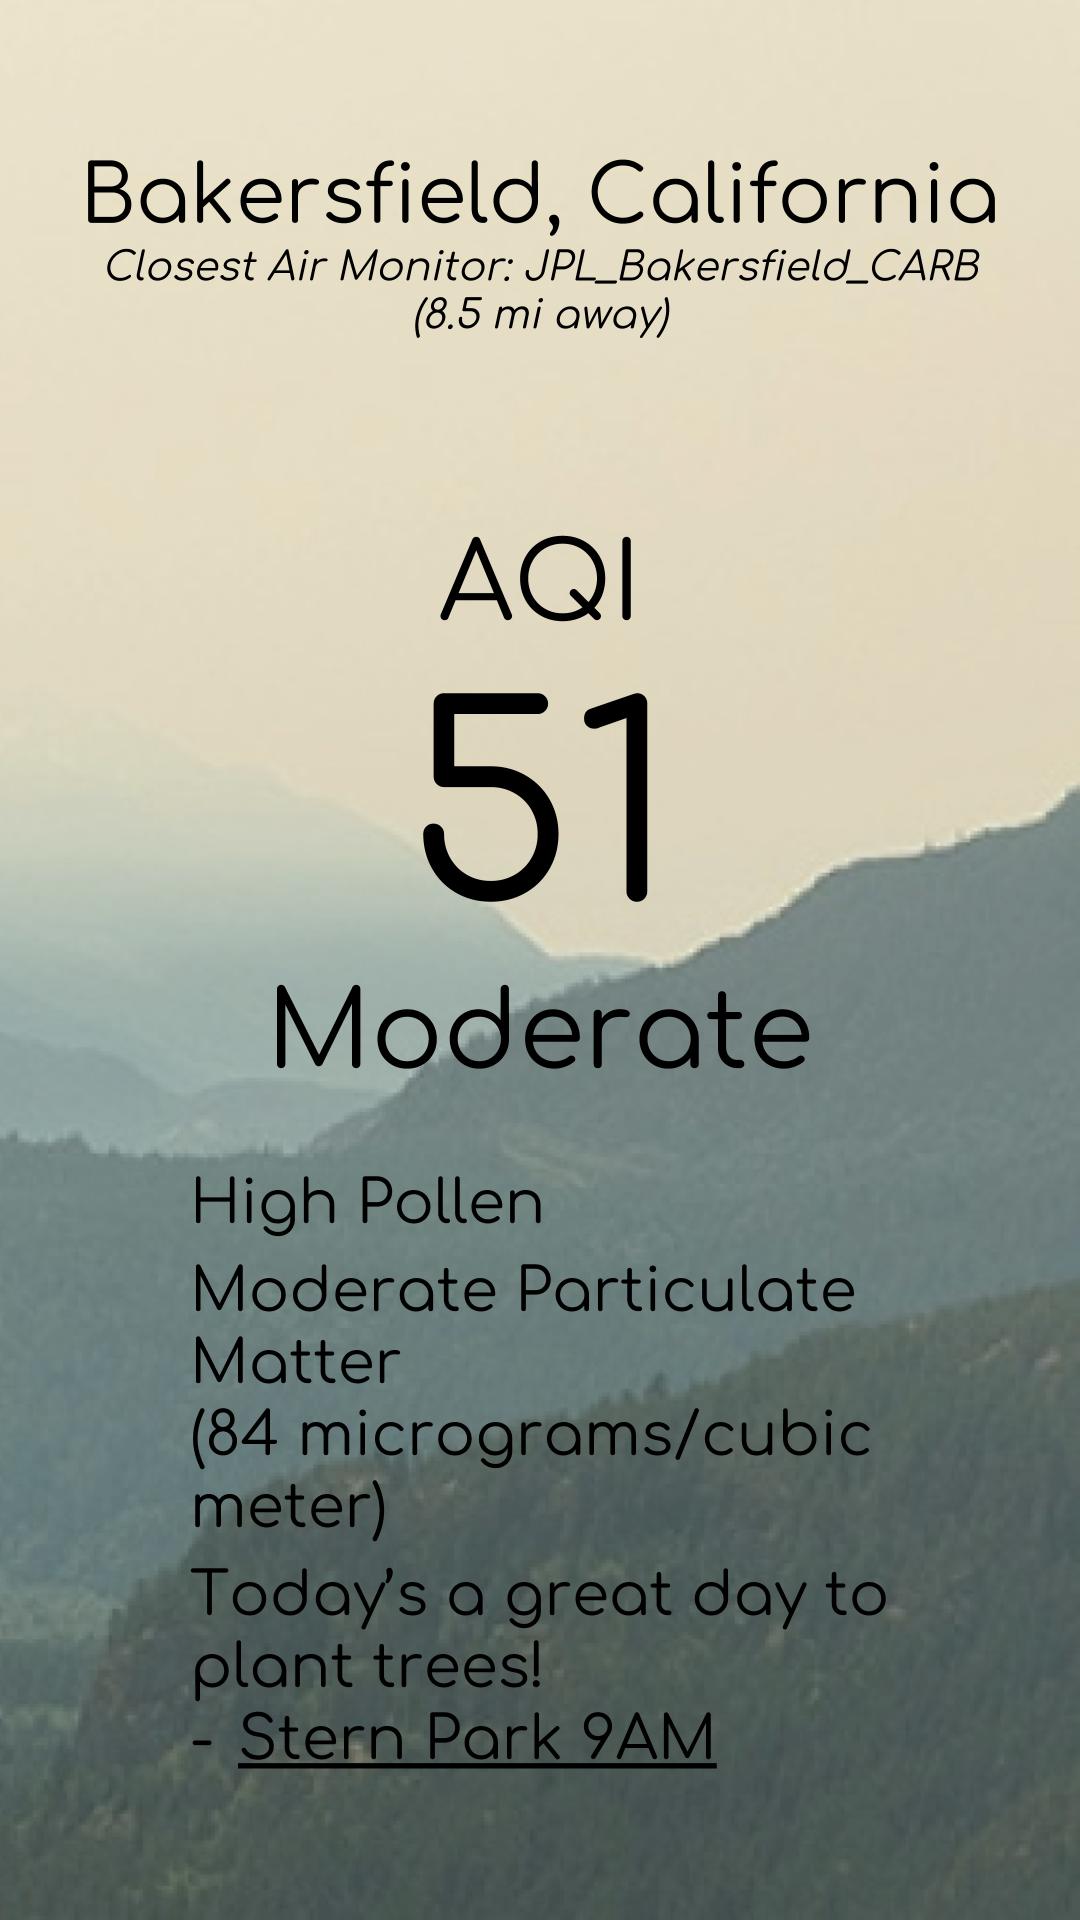 Bakersfield, California
Closest Air Monitor: JPL_Bakersfield_CARB
(8.5 mi away)
AQI
51
Moderate
High Pollen
Moderate Particulate
Matter
(84 micrograms/cubic
meter)
Today’s a great day to
plant trees!
- Stern Park 9AM